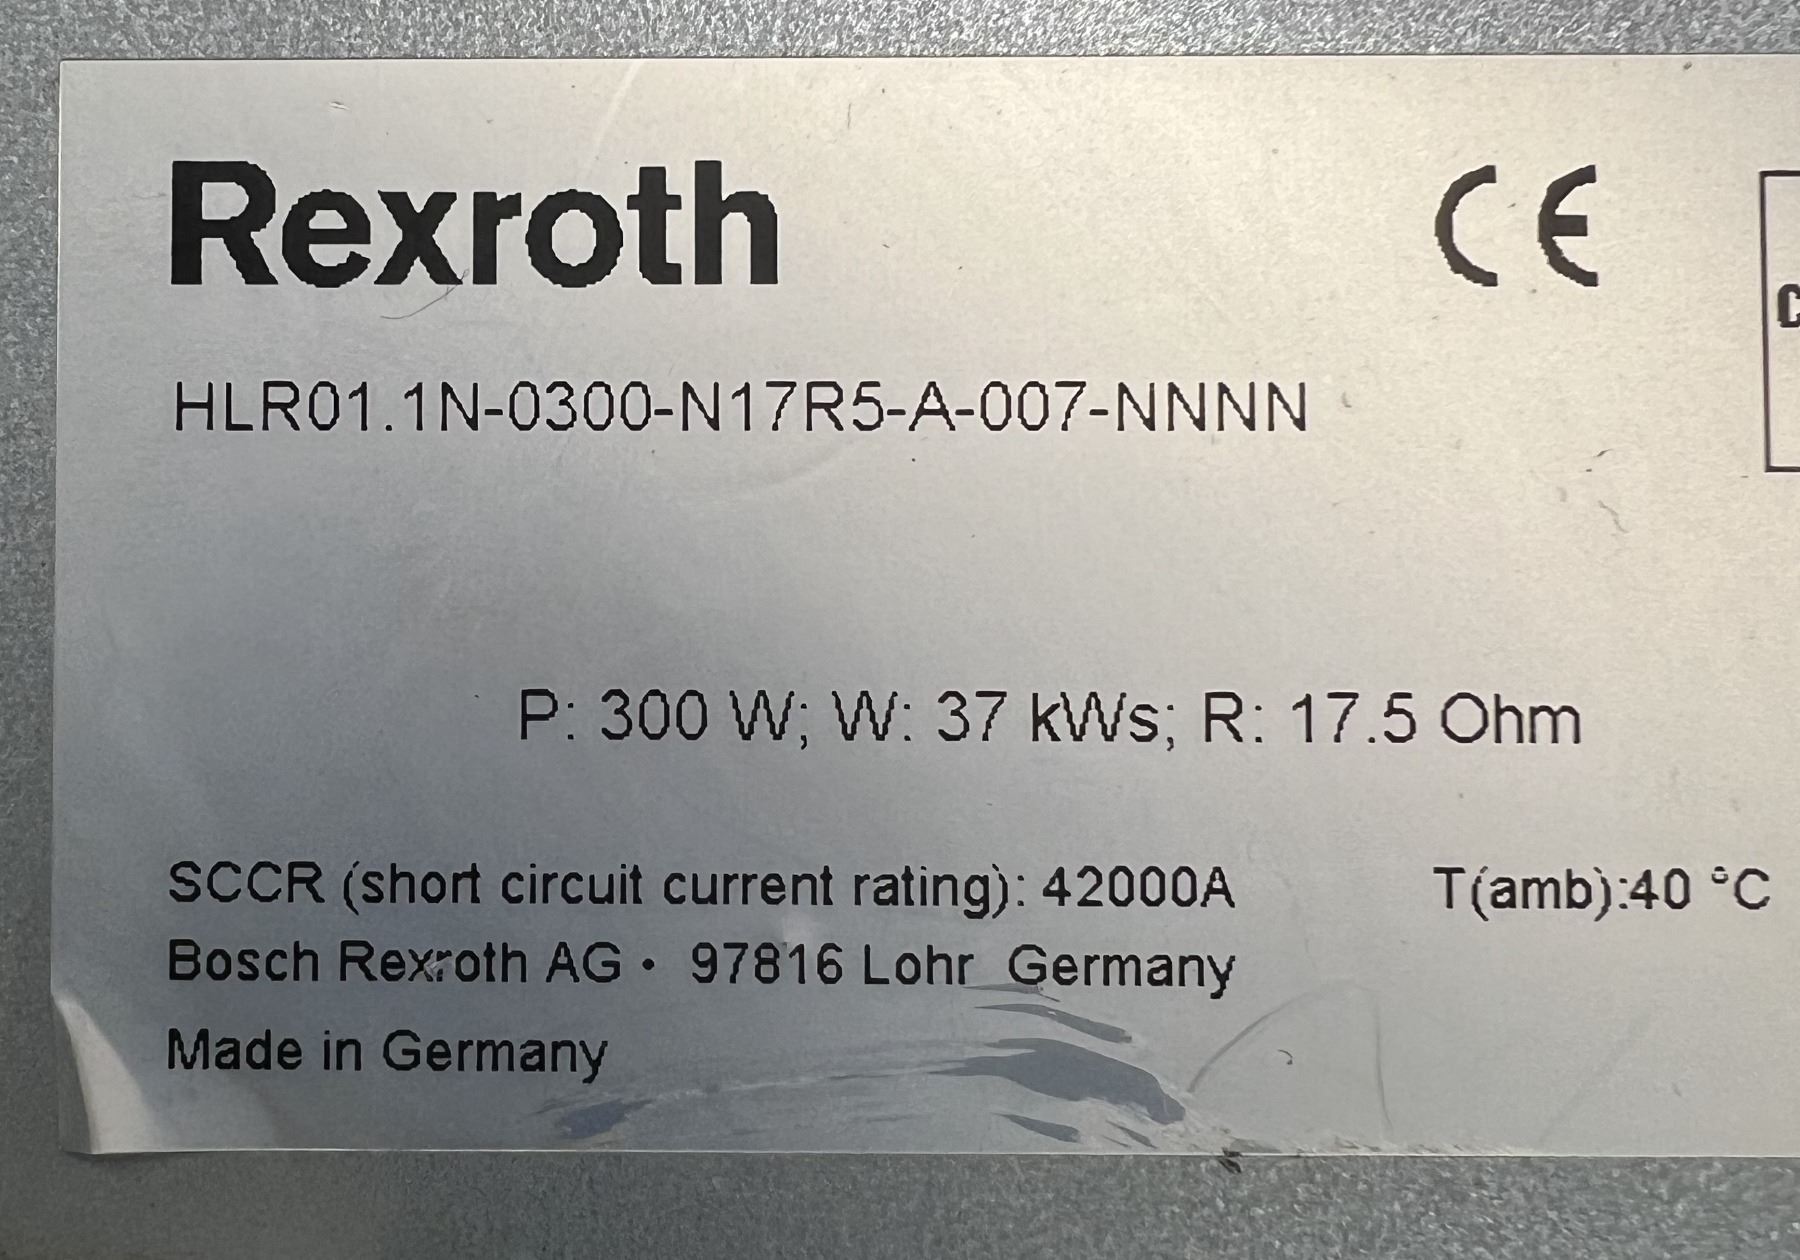 Rexroth
CE
HLR01.1N-0300-N17R5-A-007-NNNN
P: 300 W; W: 37 kWs; R: 17.5 Ohm
SCCR (short circuit current rating): 42000A T(amb):40 °C
Bosch Rexroth AG • 97816 Lohr Germany
Made in Germany